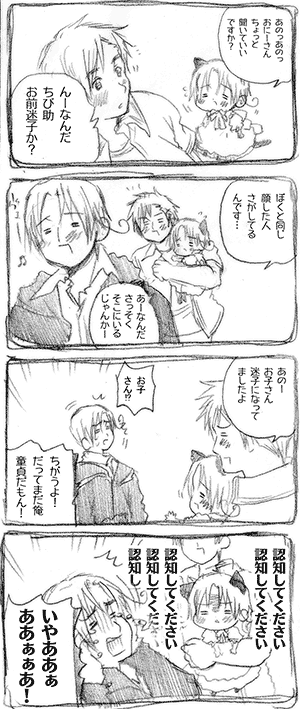 あのっあのっ
おにーさん
ちょっと
聞いていい
ですか？
んーなんだ
ちび助
お前迷子か？
ぼくと同じ
顔した人
さがしてる
んです…
あーなんだ
さっそく
そこにいる
じゃんかー
あのー
お子さん
迷子になって
ましたよ
お子
さん!?
ちがうよ！
だってまだ俺
童貞だもん！
認知してください
認知してください
認知してください
認知してください
認知し
いやああぁ
ああぁぁあ！